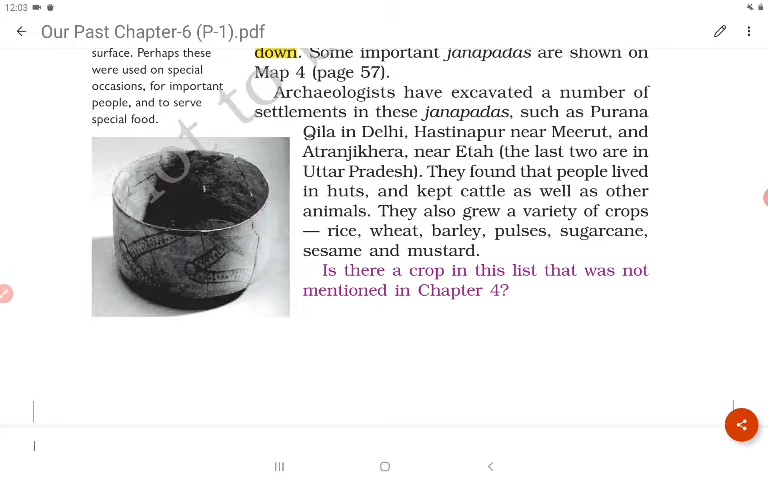 12:03
Our Past Chapter-6 (P-1).pdf
surface. Perhaps these
were used on special
occasions, for important
people, and to serve
special food.
down. Some important janapadas are shown on
Map 4 (page 57).
Archaeologists have excavated a number of
settlements in these janapadas, such as Purana
Qila in Delhi, Hastinapur near Meerut, and
Atranjikhera, near Etah (the last two are in
Uttar Pradesh). They found that people lived
in huts, and kept cattle as well as other
animals. They also grew a variety of crops
— rice, wheat, barley, pulses, sugarcane,
sesame and mustard.
Is there a crop in this list that was not
mentioned in Chapter 4?
not to b